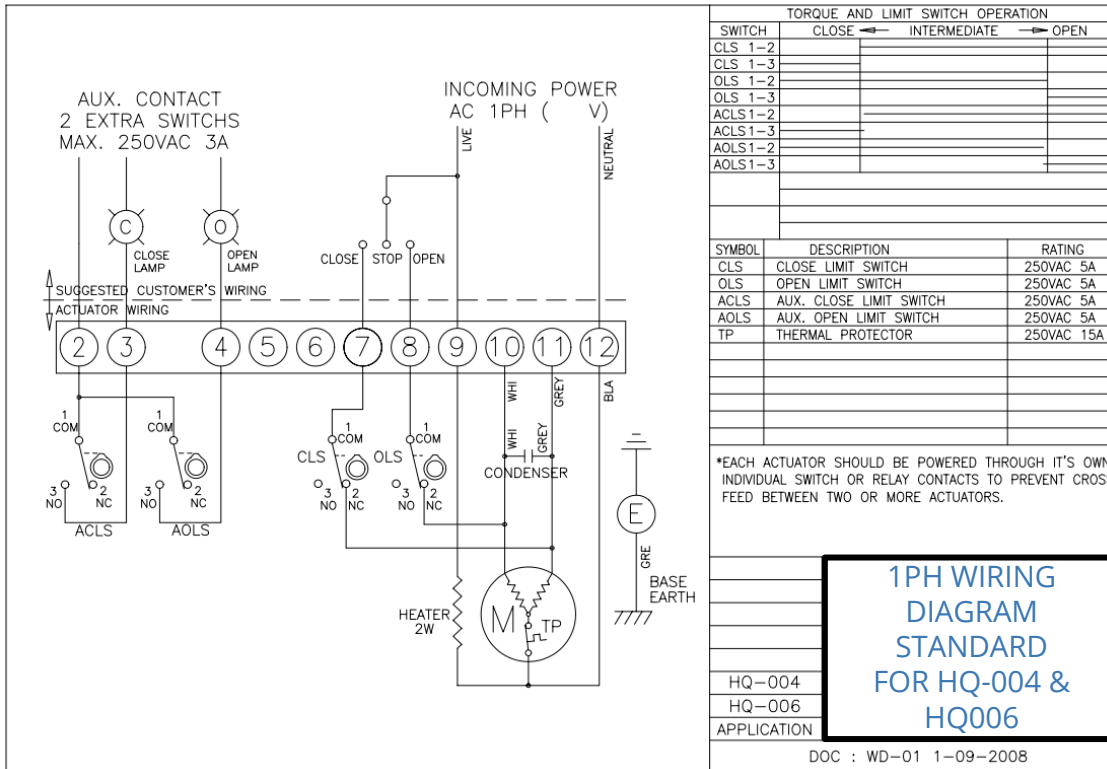 AUX. CONTACT
2 EXTRA SWITCHS
MAX. 250VAC 3A
INCOMING POWER
AC 1PH ( V)
LIVE
NEUTRAL
C
CLOSE
LAMP
O
OPEN
LAMP
CLOSE STOP OPEN
SUGGESTED CUSTOMER'S WIRING
ACTUATOR WIRING
2 3 4 5 6 7 8 9 10 11 12
WHI
GREY
BLA
1
COM
1
COM
1
COM
1
COM
WHI
GREY
CLS
OLS
CONDENSER
3
NO
2
NC
3
NO
2
NC
3
NO
2
NC
3
NO
2
NC
ACLS
AOLS
E
GRE
BASE
EARTH
HEATER
2W
M
TP
TORQUE AND LIMIT SWITCH OPERATION
SWITCH CLOSE INTERMEDIATE OPEN
CLS 1-2
CLS 1-3
OLS 1-2
OLS 1-3
ACLS1-2
ACLS1-3
AOLS1-2
AOLS1-3
SYMBOL DESCRIPTION RATING
CLS CLOSE LIMIT SWITCH 250VAC 5A
OLS OPEN LIMIT SWITCH 250VAC 5A
ACLS AUX. CLOSE LIMIT SWITCH 250VAC 5A
AOLS AUX. OPEN LIMIT SWITCH 250VAC 5A
TP THERMAL PROTECTOR 250VAC 15A
*EACH ACTUATOR SHOULD BE POWERED THROUGH IT'S OWN
INDIVIDUAL SWITCH OR RELAY CONTACTS TO PREVENT CROSS
FEED BETWEEN TWO OR MORE ACTUATORS.
1PH WIRING
DIAGRAM
STANDARD
FOR HQ-004 &
HQ006
HQ-004
HQ-006
APPLICATION
DOC : WD-01 1-09-2008